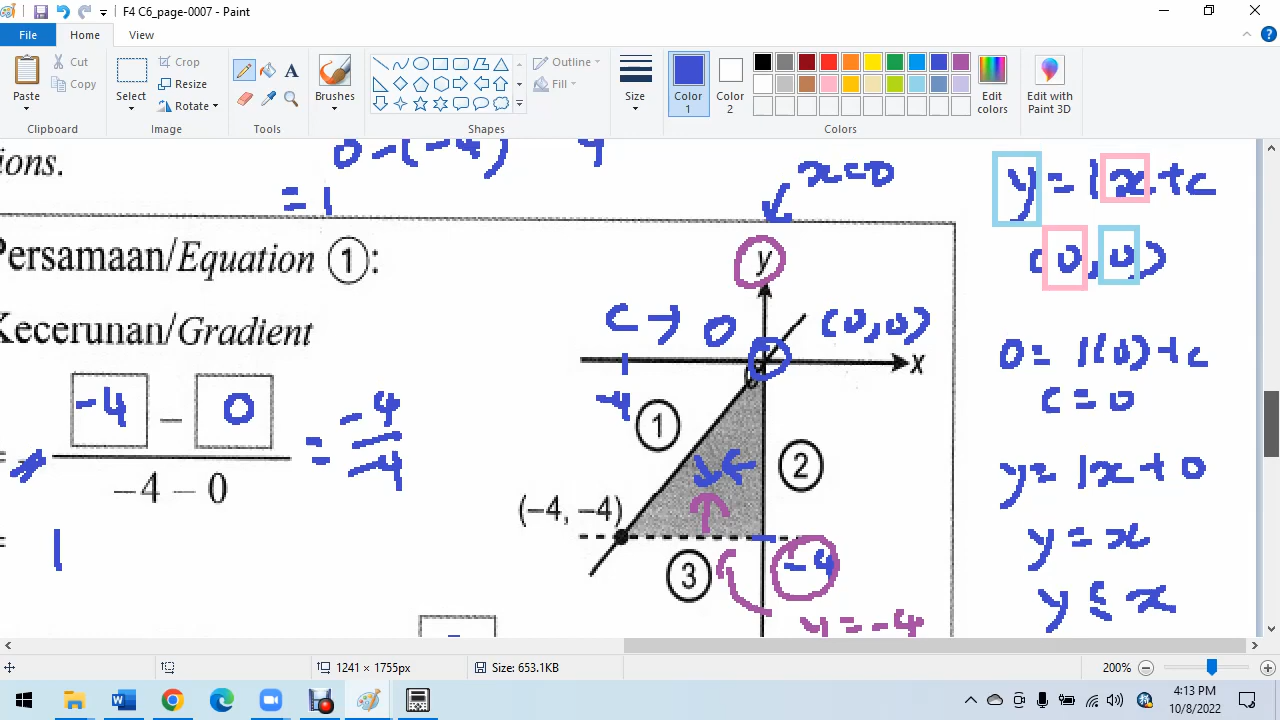 F4 C6_page-0007 - Paint
File Home View
Paste Cut Copy Clipboard
Select Crop Resize Rotate Image
Tools
Brushes
Shapes Outline Fill
Size
Color 1 Color 2 Colors
Edit colors
Edit with Paint 3D
ions.
0 - (-4) 4
= 1
x=0
y = 1x + c
(0, 0)
Persamaan/Equation ①:
y
Kecerunan/Gradient
(-) 0 (0,0)
x
0 = 1(0) + c
c = 0
-4 - 0 = -4
-4 - 0 -4
= 1
-4
①
②
(-4, -4)
③
-4
y = -4
y = 1x + 0
y = x
y ≤ x
1241 × 1755px
Size: 653.1KB
200%
4:13 PM
10/8/2022